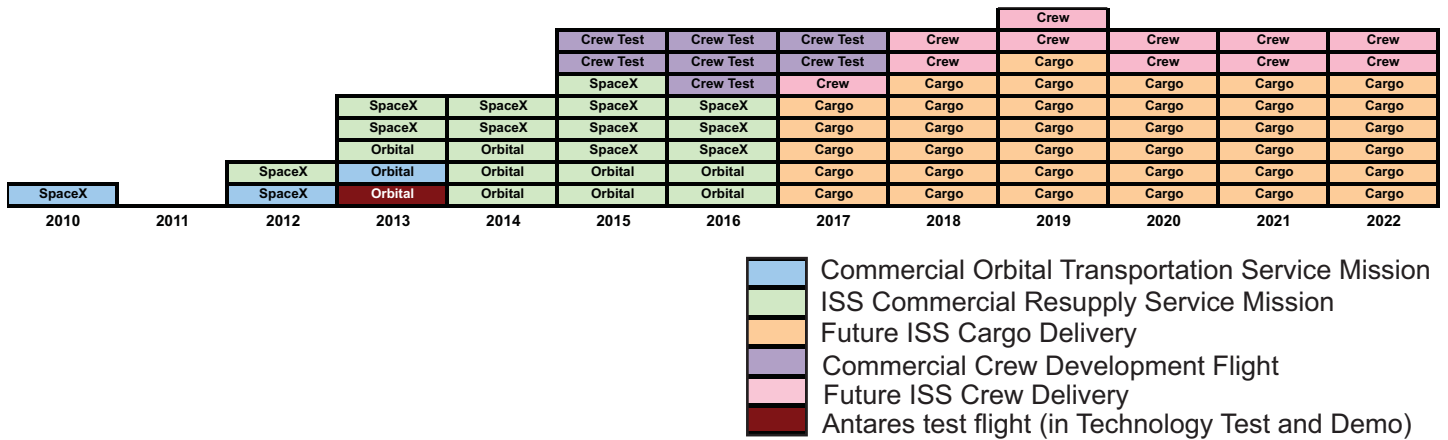 Crew
Crew Test Crew Test Crew Test Crew Crew Crew Crew Crew
Crew Test Crew Test Crew Test Crew Cargo Crew Crew Crew
SpaceX Crew Test Crew Cargo Cargo Cargo Cargo Cargo
SpaceX SpaceX SpaceX SpaceX Cargo Cargo Cargo Cargo Cargo Cargo
SpaceX SpaceX SpaceX SpaceX Cargo Cargo Cargo Cargo Cargo Cargo
Orbital Orbital SpaceX SpaceX Cargo Cargo Cargo Cargo Cargo Cargo
SpaceX Orbital Orbital Orbital Orbital Cargo Cargo Cargo Cargo Cargo Cargo
SpaceX SpaceX Orbital Orbital Orbital Orbital Cargo Cargo Cargo Cargo Cargo Cargo
2010 2011 2012 2013 2014 2015 2016 2017 2018 2019 2020 2021 2022
Commercial Orbital Transportation Service Mission
ISS Commercial Resupply Service Mission
Future ISS Cargo Delivery
Commercial Crew Development Flight
Future ISS Crew Delivery
Antares test flight (in Technology Test and Demo)